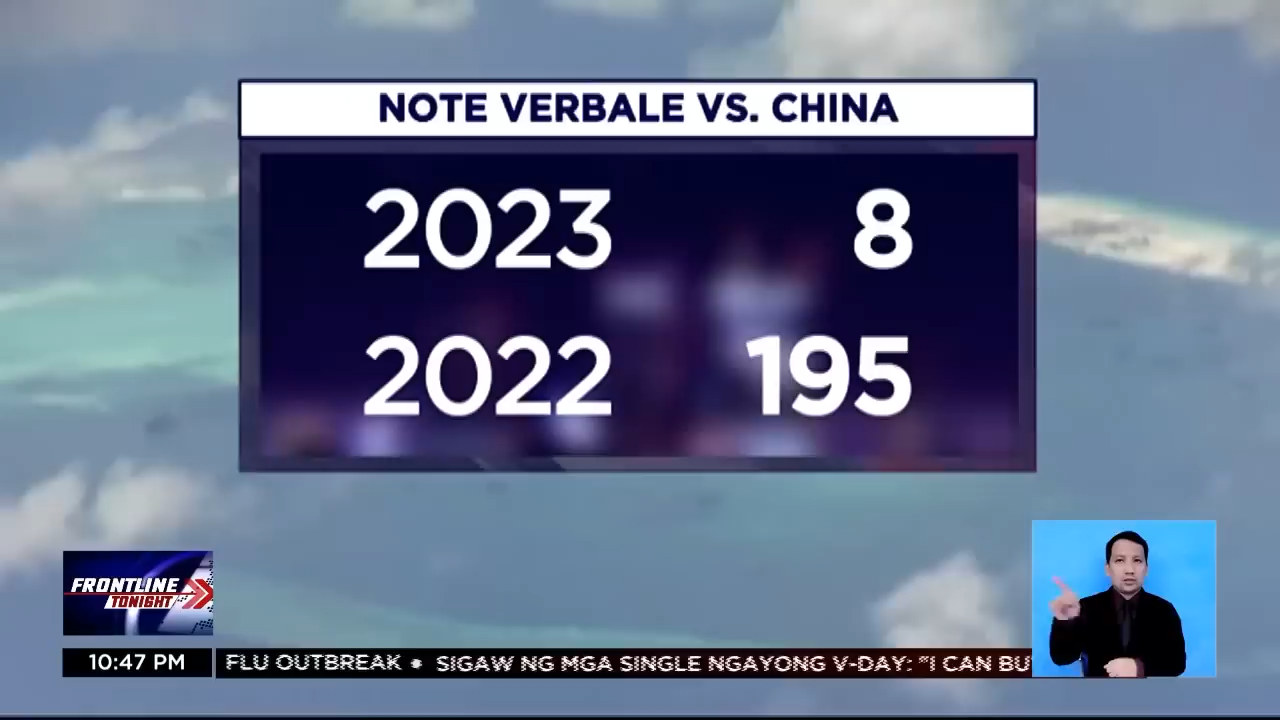 NOTE VERBALE VS. CHINA
2023 8
2022 195
FRONTLINE
TONIGHT
10:47 PM
FLU OUTBREAK • SIGAW NG MGA SINGLE NGAYONG V-DAY: "I CAN BU